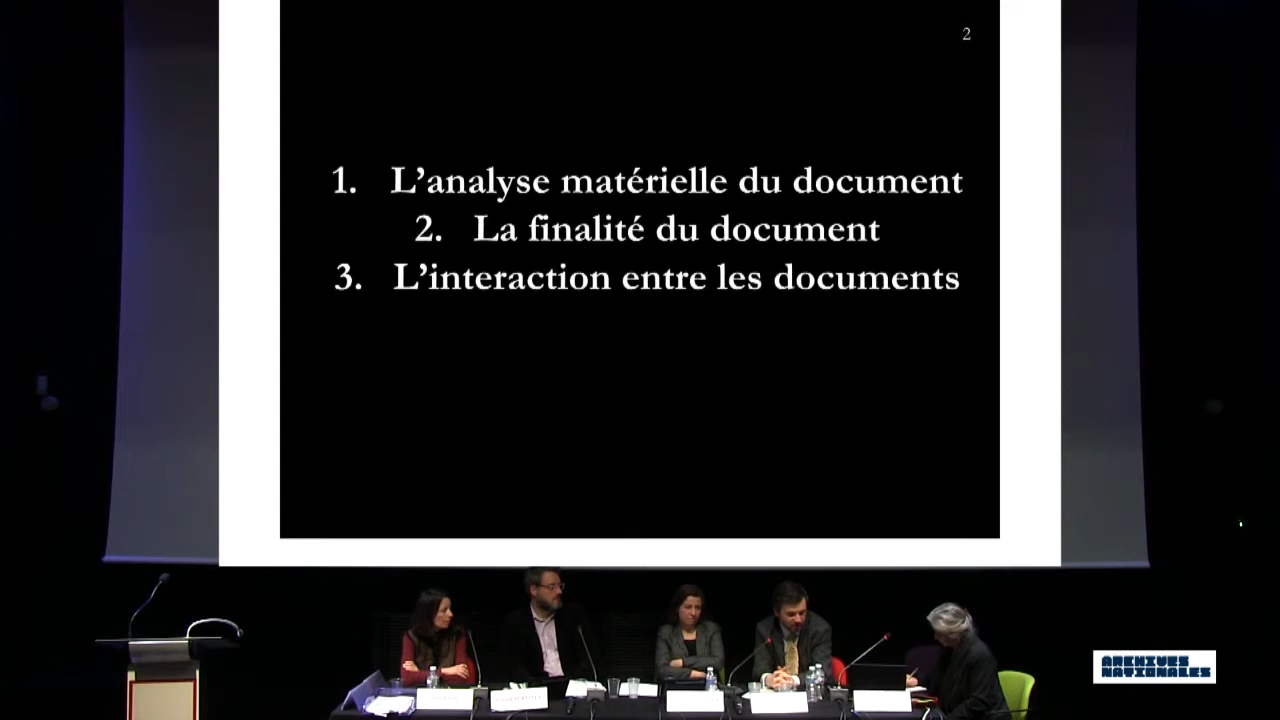 2
1. L’analyse matérielle du document
2. La finalité du document
3. L’interaction entre les documents
ARCHIVES
NATIONALES